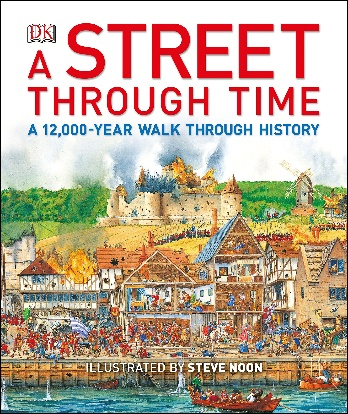 DK
A STREET
THROUGH TIME
A 12,000-YEAR WALK THROUGH HISTORY
ILLUSTRATED BY STEVE NOON